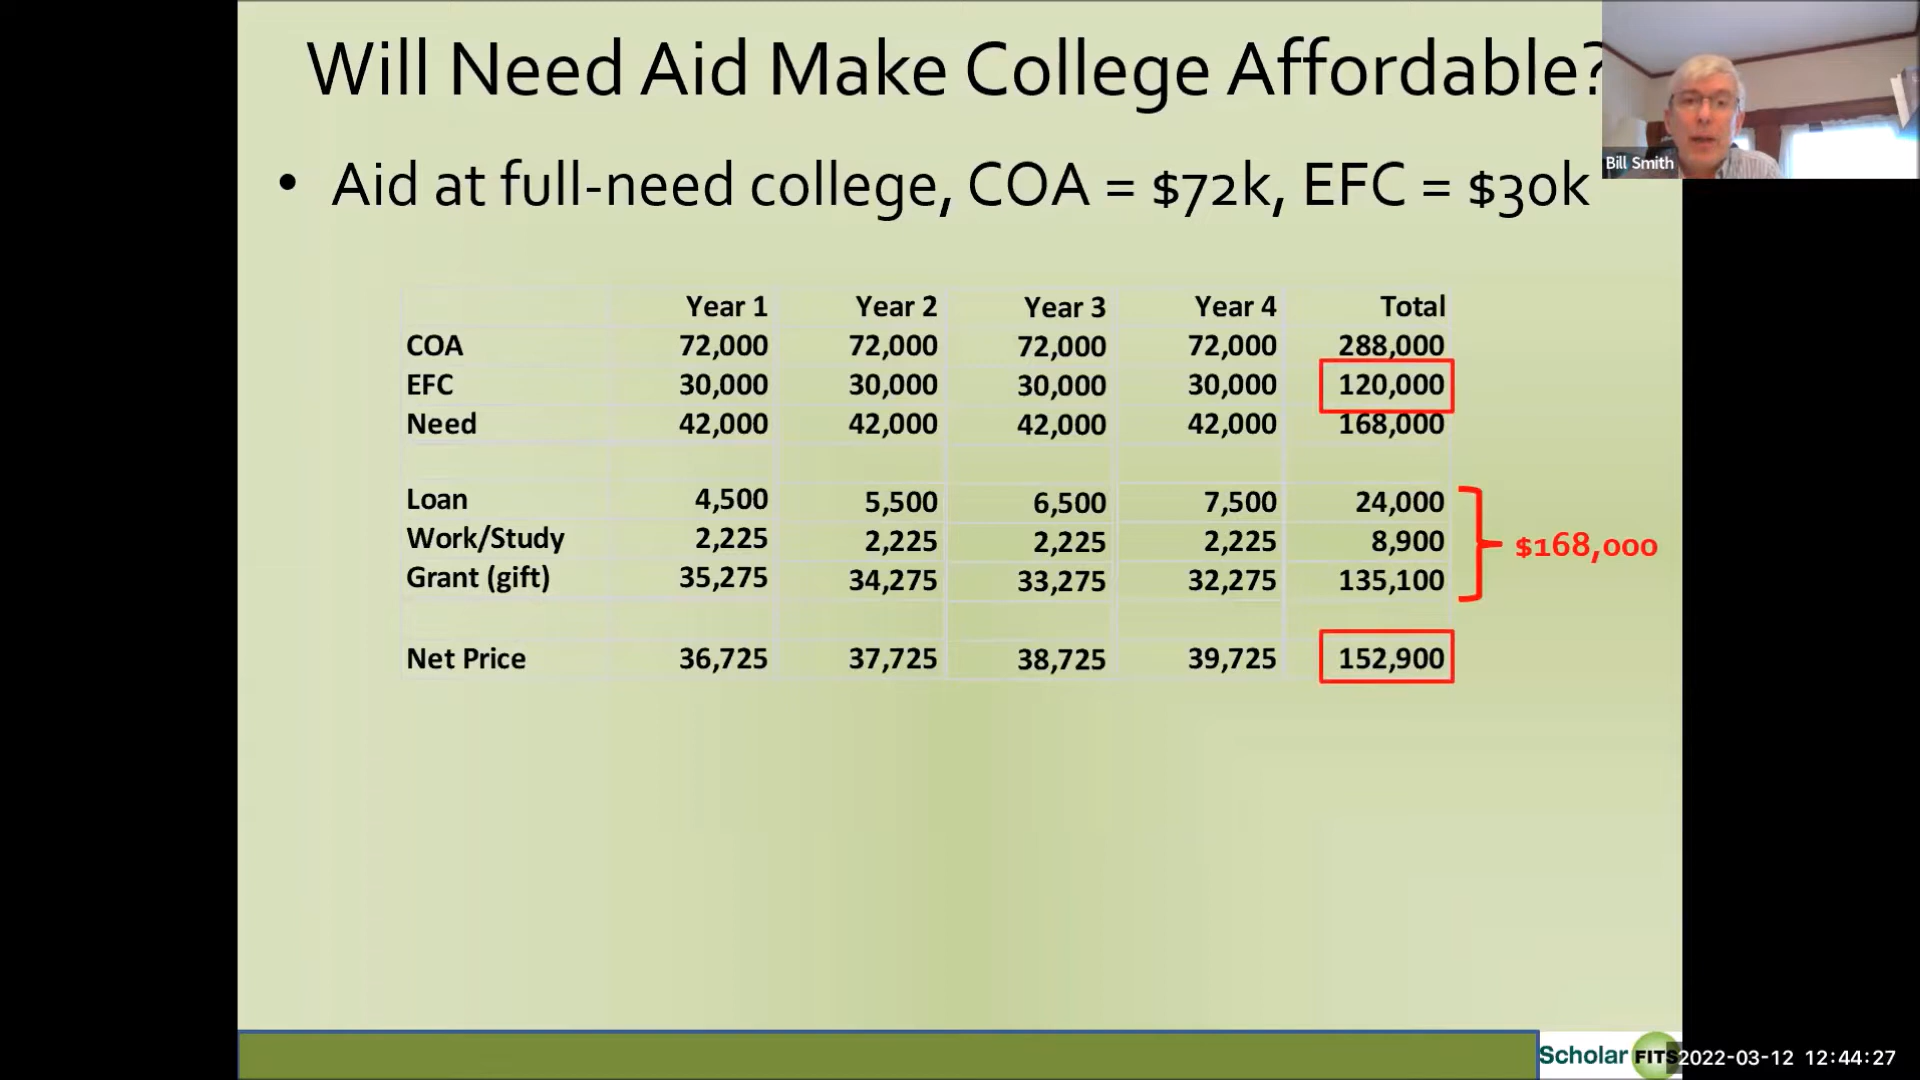 Will Need Aid Make College Affordable?
Bill Smith
• Aid at full-need college, COA = $72k, EFC = $30k
Year 1 Year 2 Year 3 Year 4 Total
COA 72,000 72,000 72,000 72,000 288,000
EFC 30,000 30,000 30,000 30,000 120,000
Need 42,000 42,000 42,000 42,000 168,000
Loan 4,500 5,500 6,500 7,500 24,000
Work/Study 2,225 2,225 2,225 2,225 8,900
$168,000
Grant (gift) 35,275 34,275 33,275 32,275 135,100
Net Price 36,725 37,725 38,725 39,725 152,900
Scholar FITS
2022-03-12 12:44:27